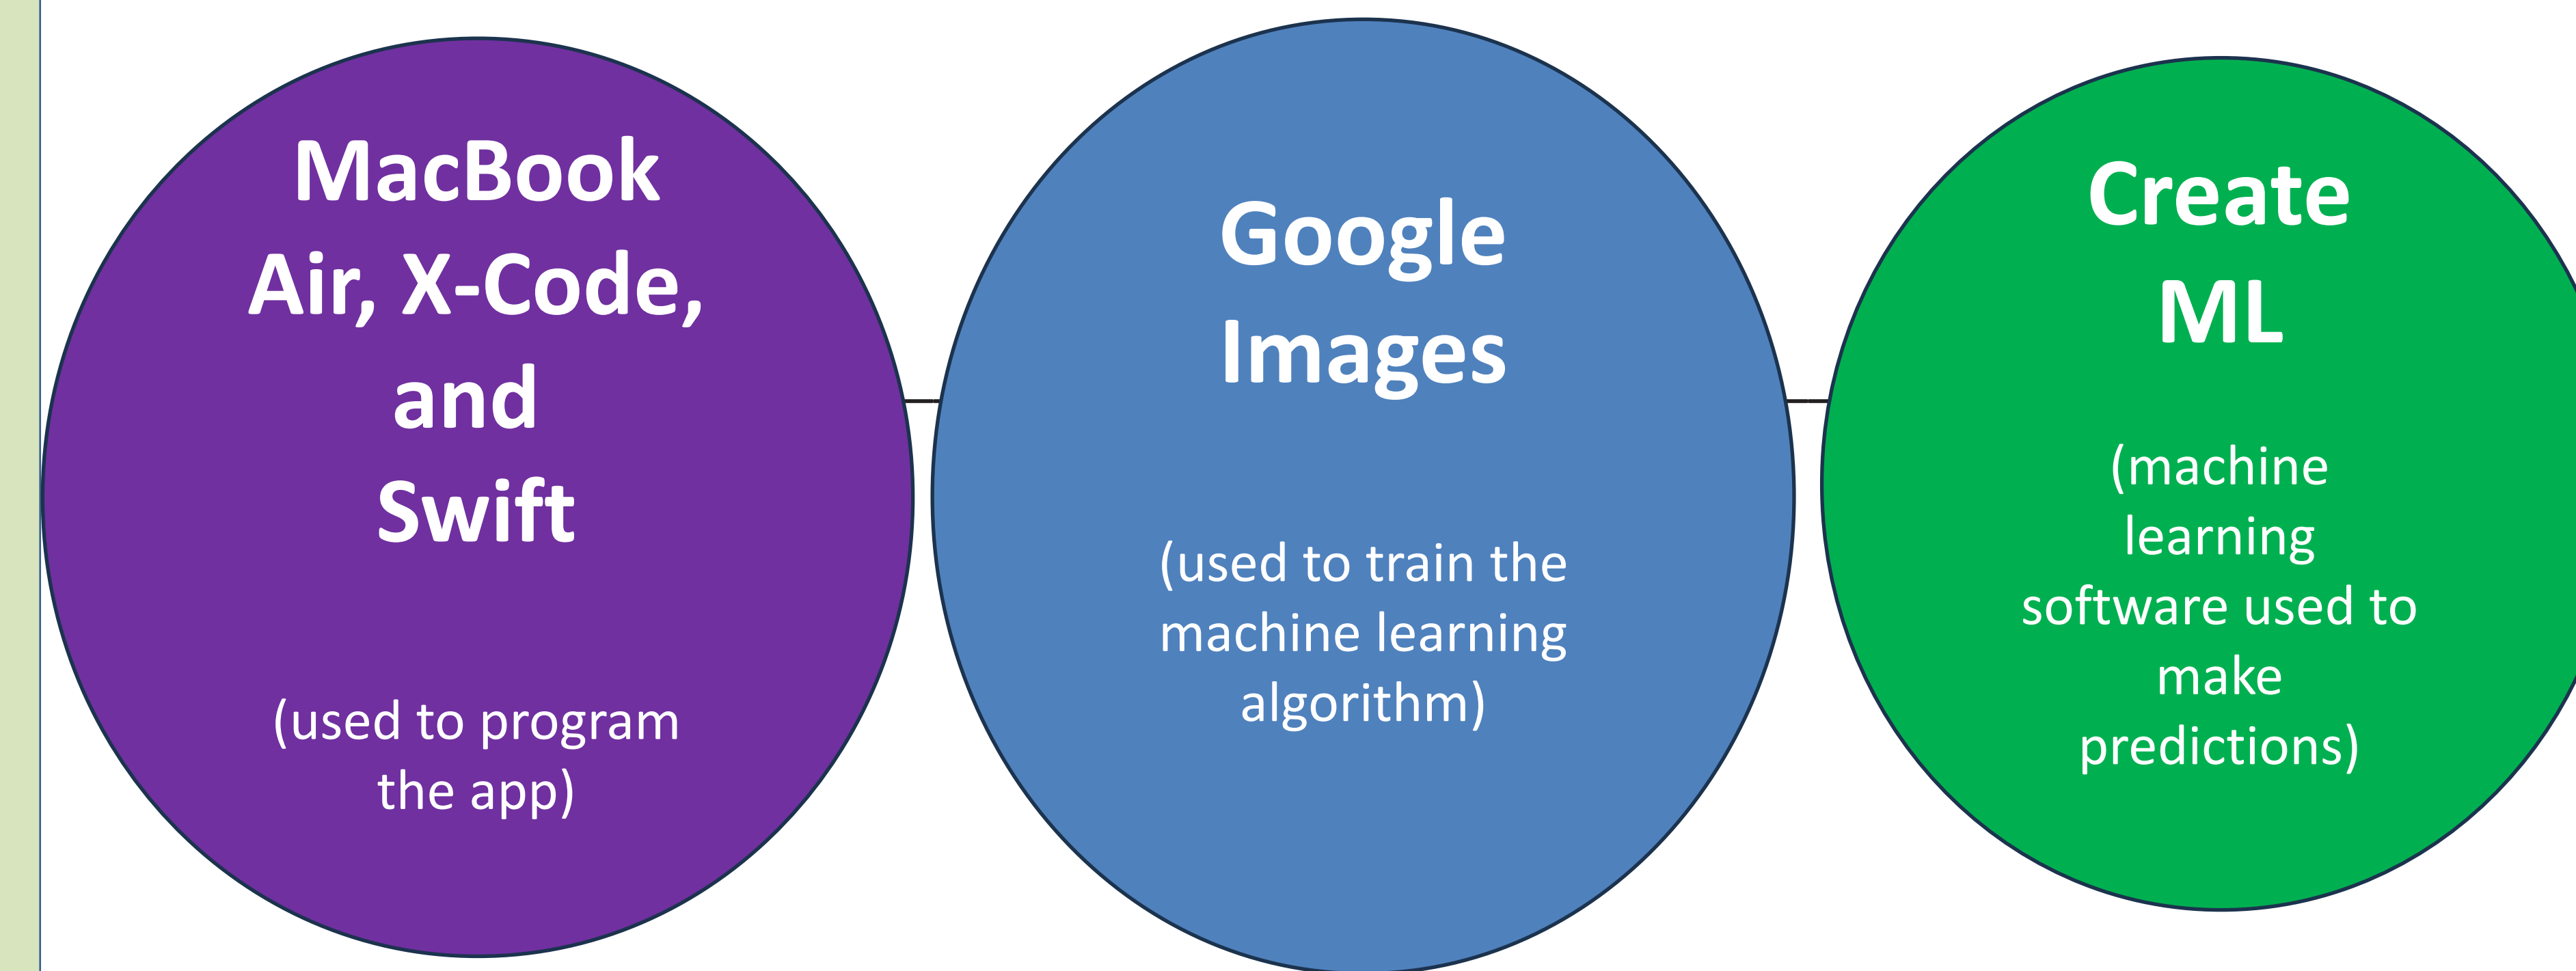 MacBook
Air, X-Code,
and
Swift
(used to program
the app)
Google
Images
(used to train the
machine learning
algorithm)
Create
ML
(machine
learning
software used to
make
predictions)